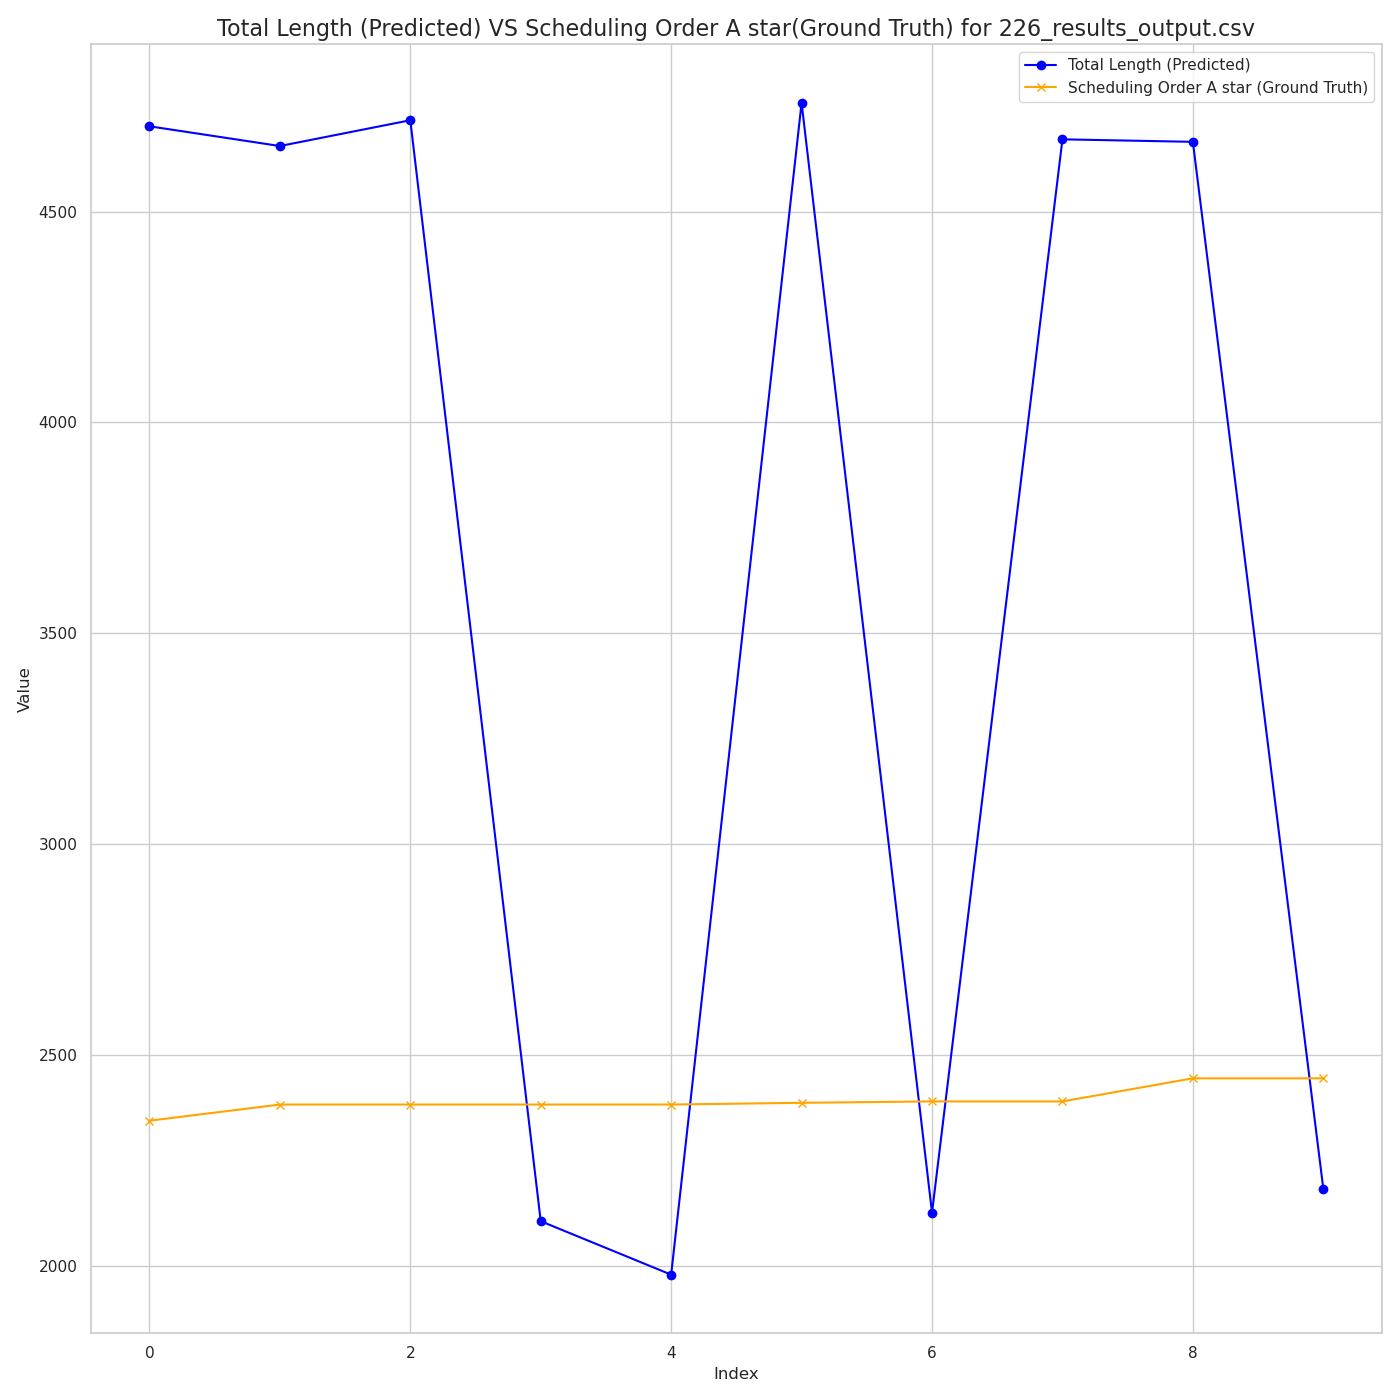 Total Length (Predicted) VS Scheduling Order A star(Ground Truth) for 226_results_output.csv
Total Length (Predicted)
Scheduling Order A star (Ground Truth)
4500
4000
3500
3000
2500
2000
Value
0 2 4 6 8
Index